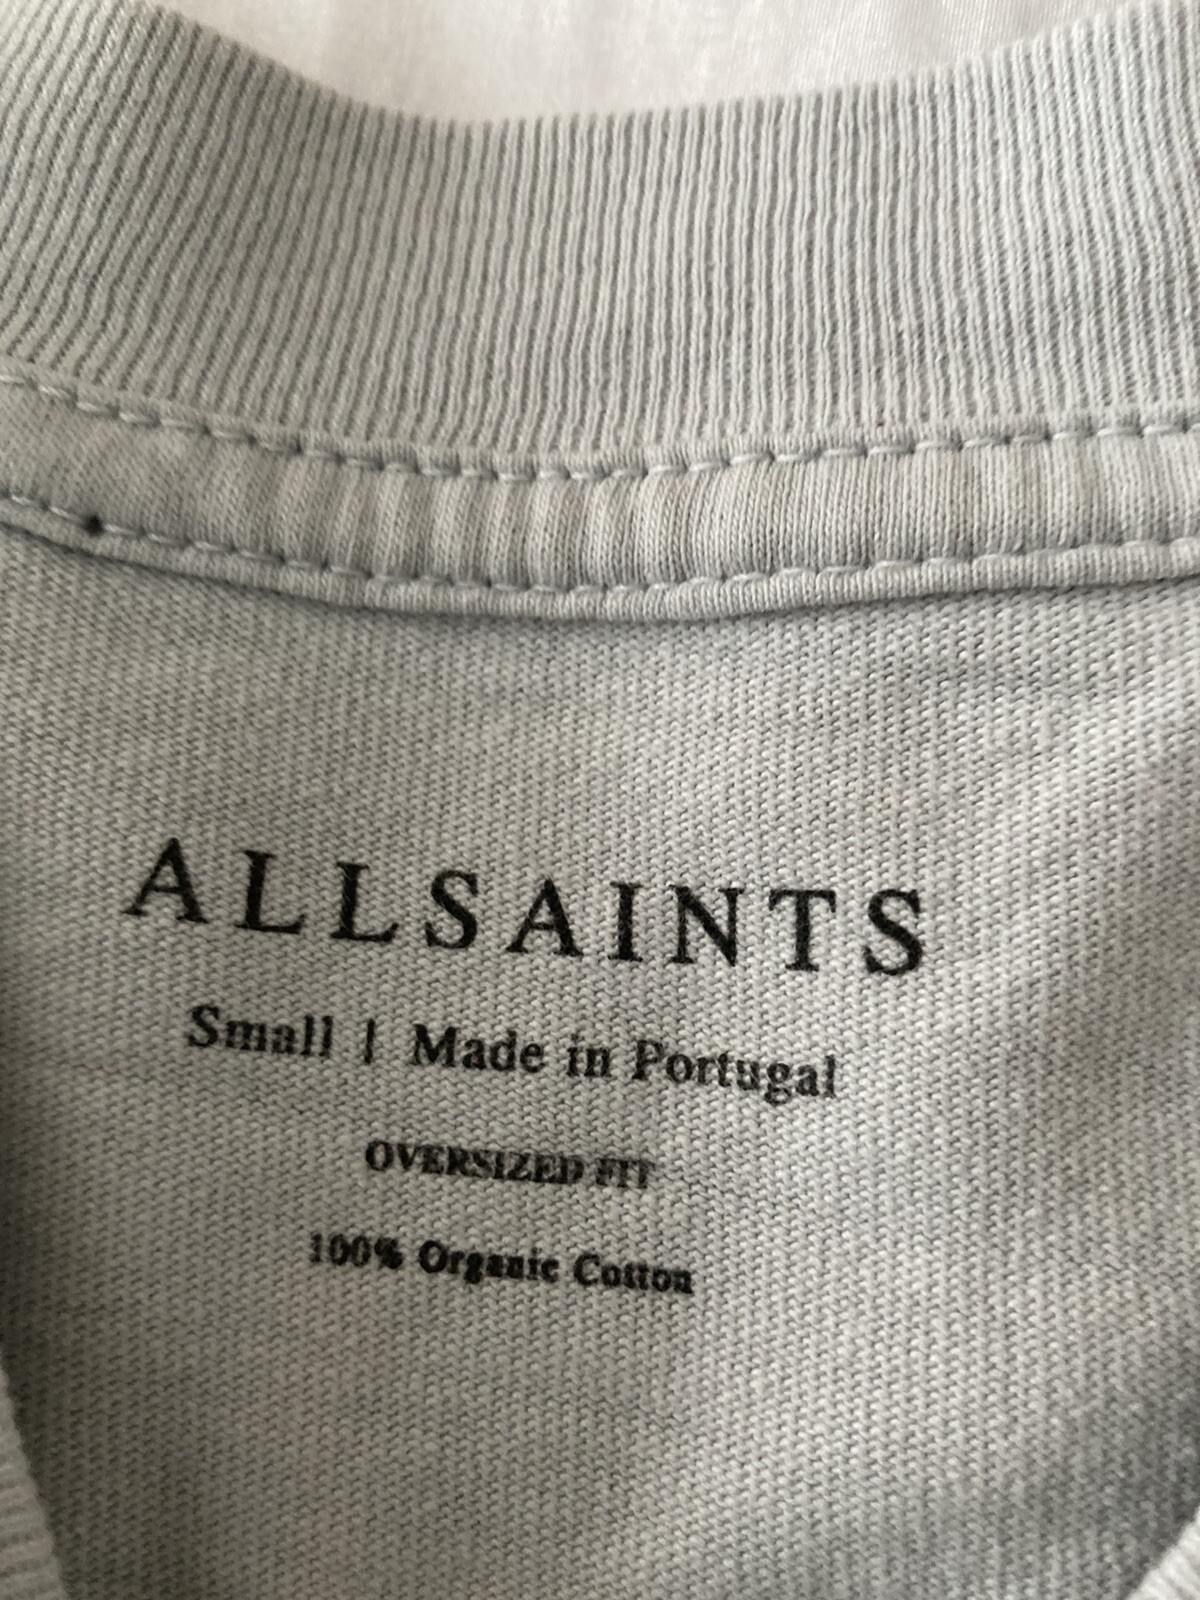 ALLSAINTS
Small | Made in Portugal
OVERSIZED FIT
100% Organic Cotton